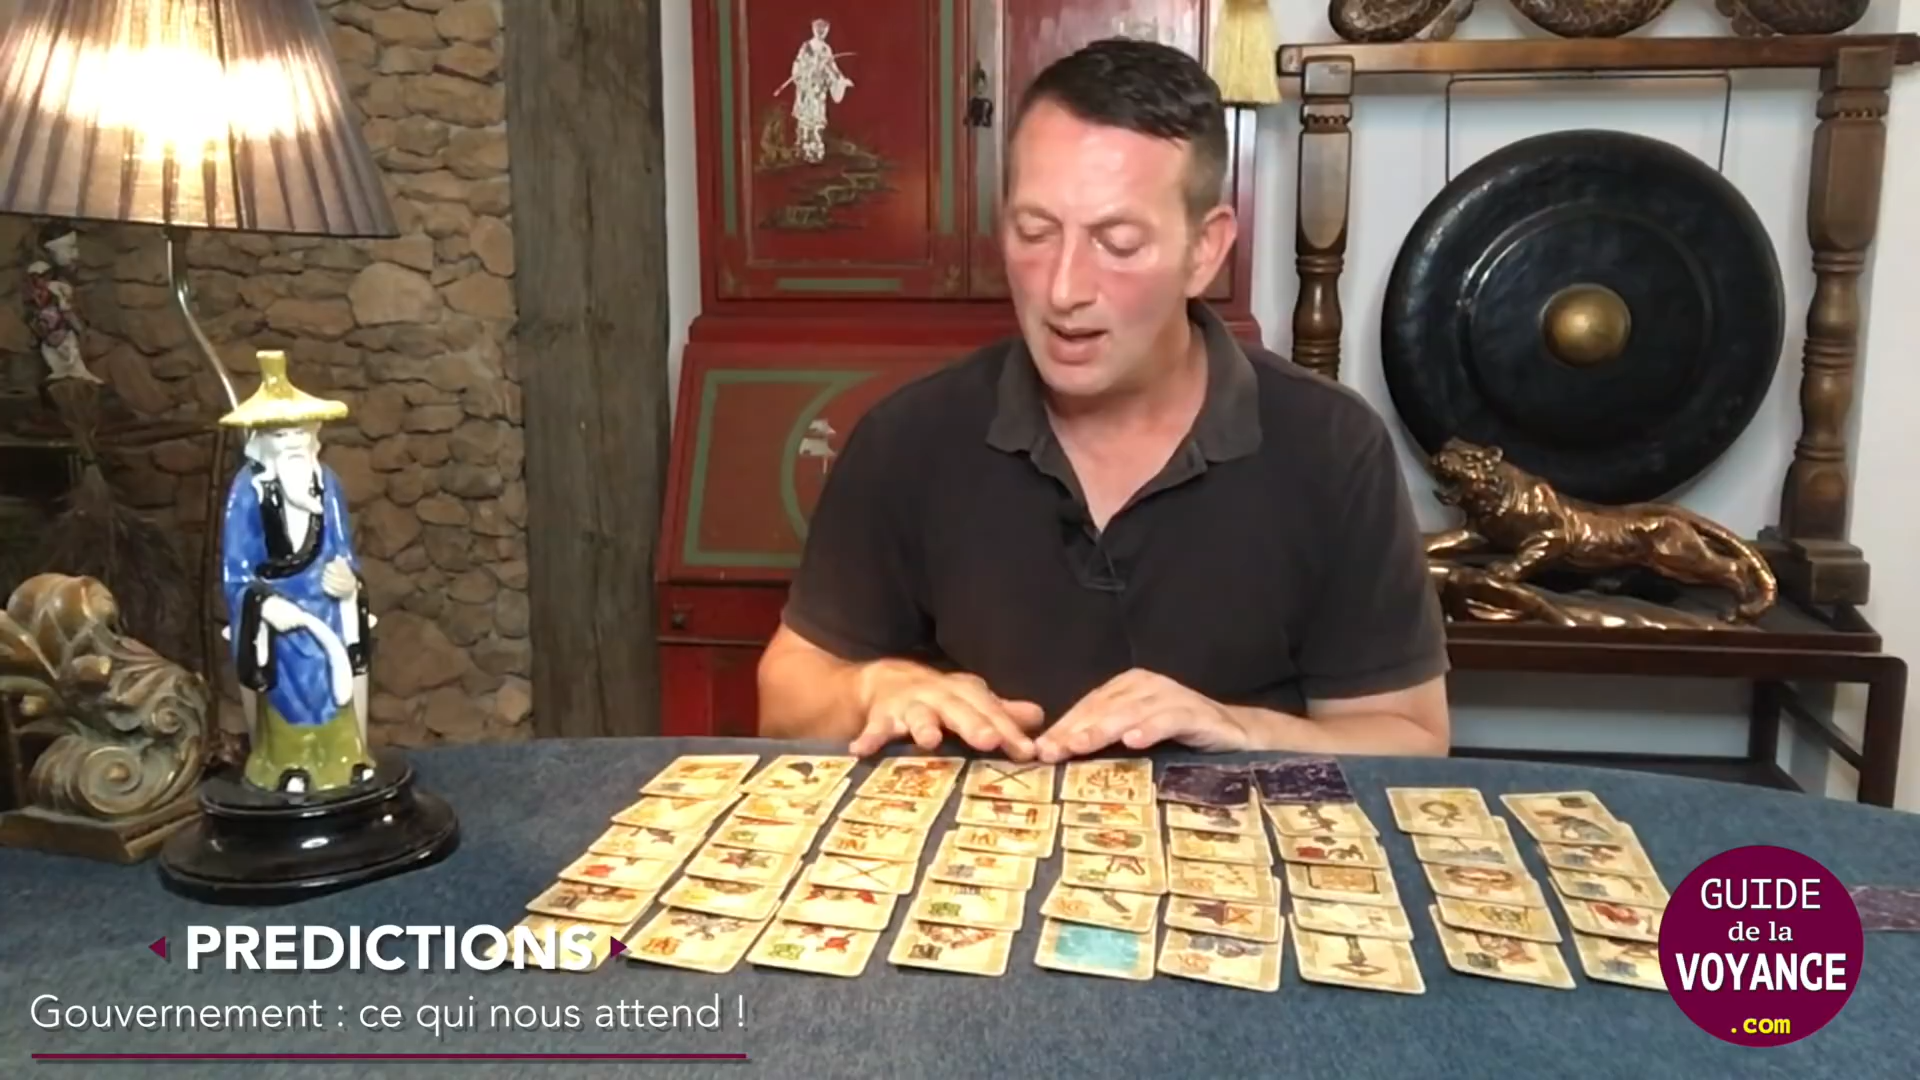 PREDICTIONS
Gouvernement : ce qui nous attend !
GUIDE
de la
VOYANCE
.com